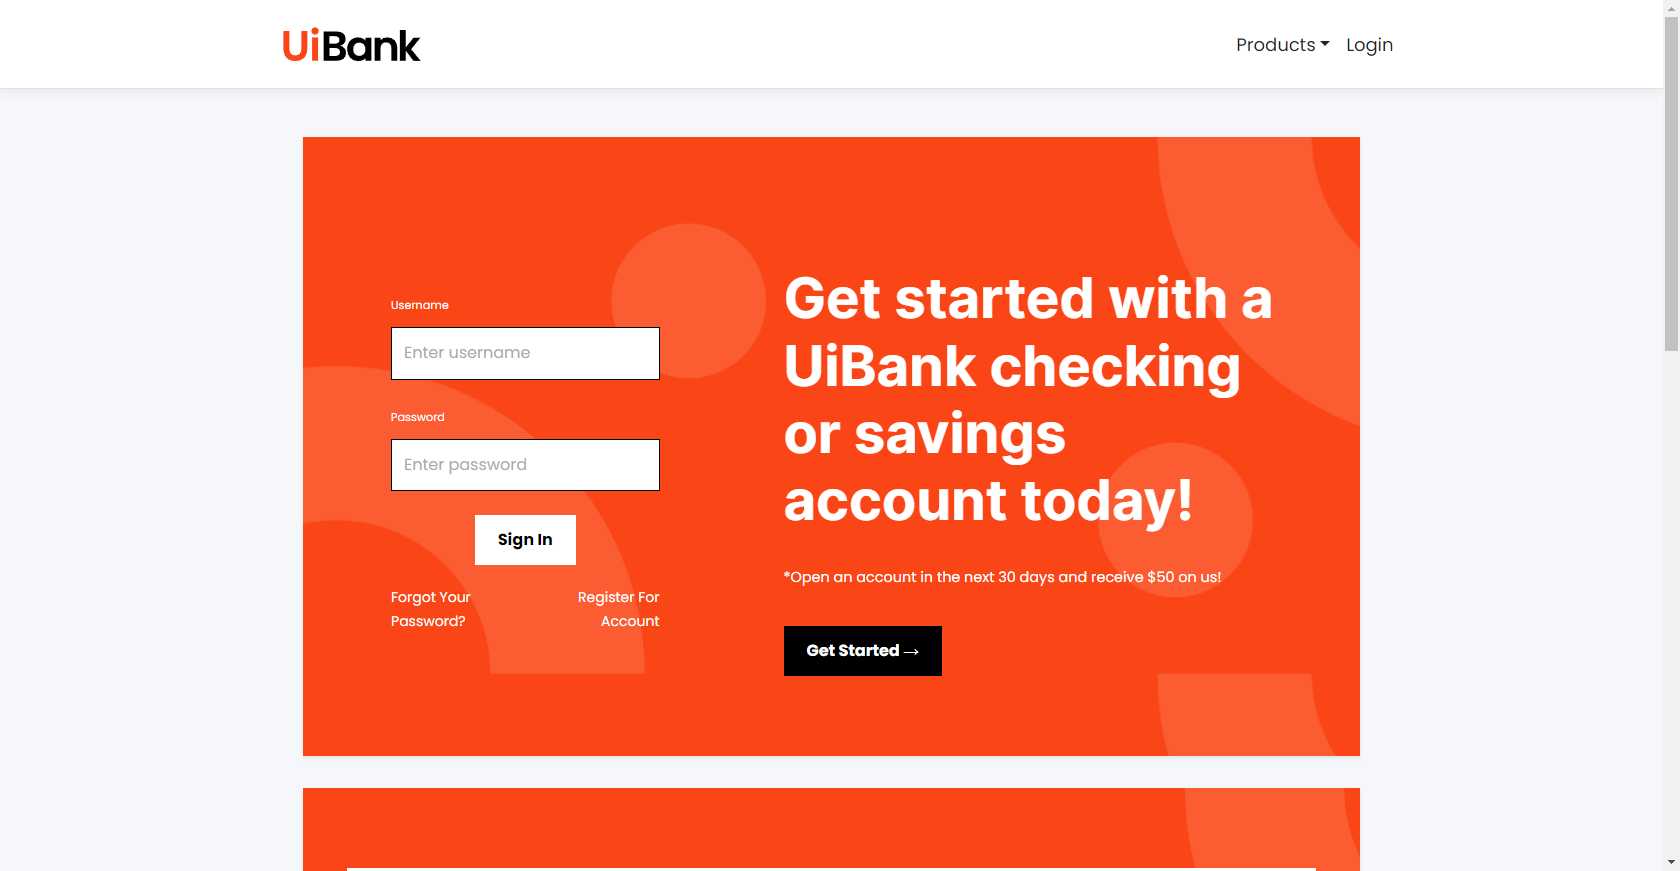 UiBank
Products
Login
Username
Enter username
Password
Enter password
Sign In
Forgot Your
Password?
Register For
Account
Get started with a
UiBank checking
or savings
account today!
*Open an account in the next 30 days and receive $50 on us!
Get Started →